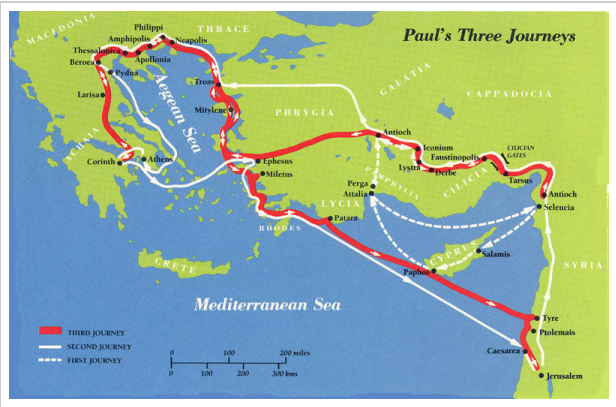 Paul's Three Journeys
MACEDONIA
THRACE
Philippi
Amphipolis
Neapolis
Thessalonica
Apollonia
Beroea
Pydna
Larisa
Aegean Sea
Troas
Mitylene
GALATIA
CAPPADOCIA
PHRYGIA
ACHAIA
Corinth
Athens
Ephesus
Miletus
Antioch
Iconium
Lystra
Derbe
Faustinopolis
CILICIAN
GATES
Tarsus
CILICIA
Antioch
Seleucia
Perga
Atalia
PAMPHYLIA
LYCIA
Patara
RHODES
CRETE
CYPRUS
Salamis
Paphos
SYRIA
Mediterranean Sea
Tyre
Ptolemais
Caesarea
Jerusalem
THIRD JOURNEY
SECOND JOURNEY
FIRST JOURNEY
0 100 200 miles
0 100 200 300 kms